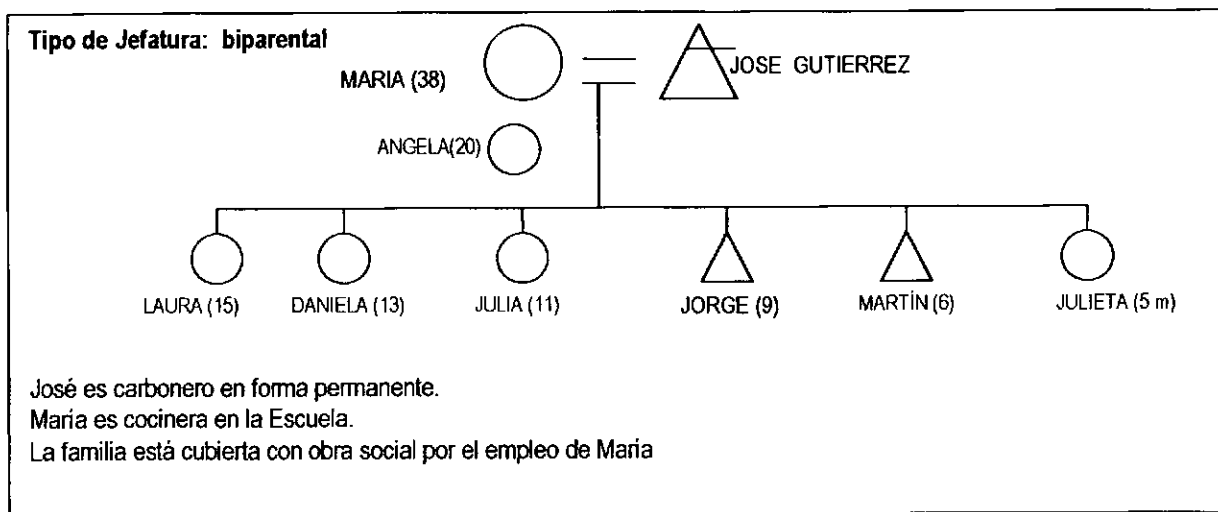 Tipo de Jefatura: biparental
MARIA (38)
JOSE GUTIERREZ
ANGELA(20)
LAURA (15) DANIELA (13) JULIA (11) JORGE (9) MARTÍN (6) JULIETA (5 m)
José es carbonero en forma permanente.
María es cocinera en la Escuela.
La familia está cubierta con obra social por el empleo de María